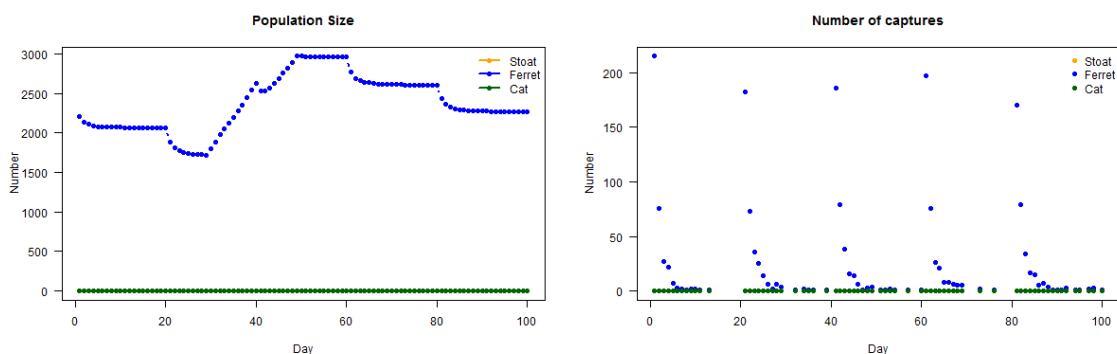 Population Size
Number
3000
2500
2000
1500
1000
500
0
Stoat
Ferret
Cat
0 20 40 60 80 100
Day
Number of captures
Number
200
150
100
50
0
Stoat
Ferret
Cat
0 20 40 60 80 100
Day